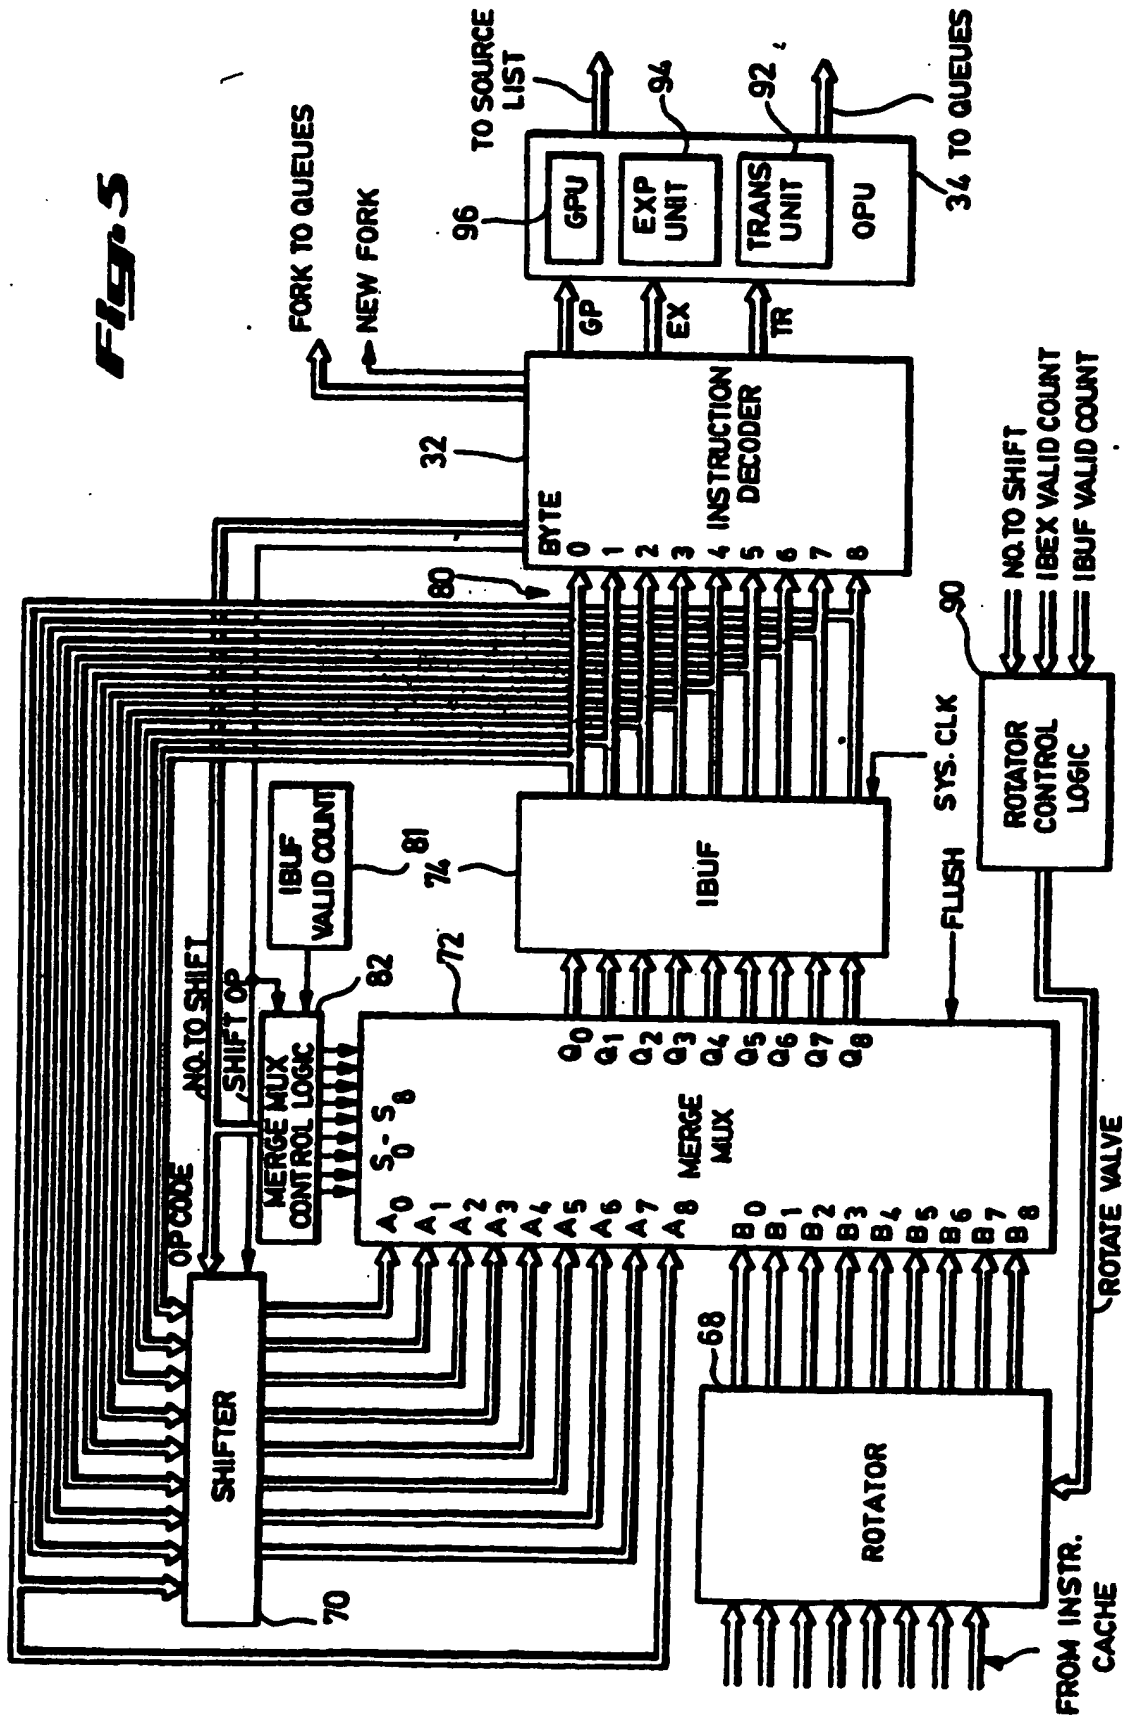 Fig. 5
OP CODE
NO. TO SHIFT
SHIFT OP
SHIFTER
70
MERGE MUX
CONTROL LOGIC
82
IBUF
VALID COUNT
81
S0 - S8
A0
A1
A2
A3
A4
A5
A6
A7
A8
B0
B1
B2
B3
B4
B5
B6
B7
B8
MERGE
MUX
72
Q0
Q1
Q2
Q3
Q4
Q5
Q6
Q7
Q8
FLUSH
IBUF
74
SYS. CLK
80
BYTE
0
1
2
3
4
5
6
7
8
INSTRUCTION
DECODER
32
FORK TO QUEUES
NEW FORK
GP
EX
TR
96
GPU
EXP
UNIT
94
TRANS
UNIT
92
OPU
34
TO SOURCE
LIST
TO QUEUES
ROTATOR
68
FROM INSTR.
CACHE
ROTATE VALVE
ROTATOR
CONTROL
LOGIC
90
NO. TO SHIFT
IBEX VALID COUNT
IBUF VALID COUNT